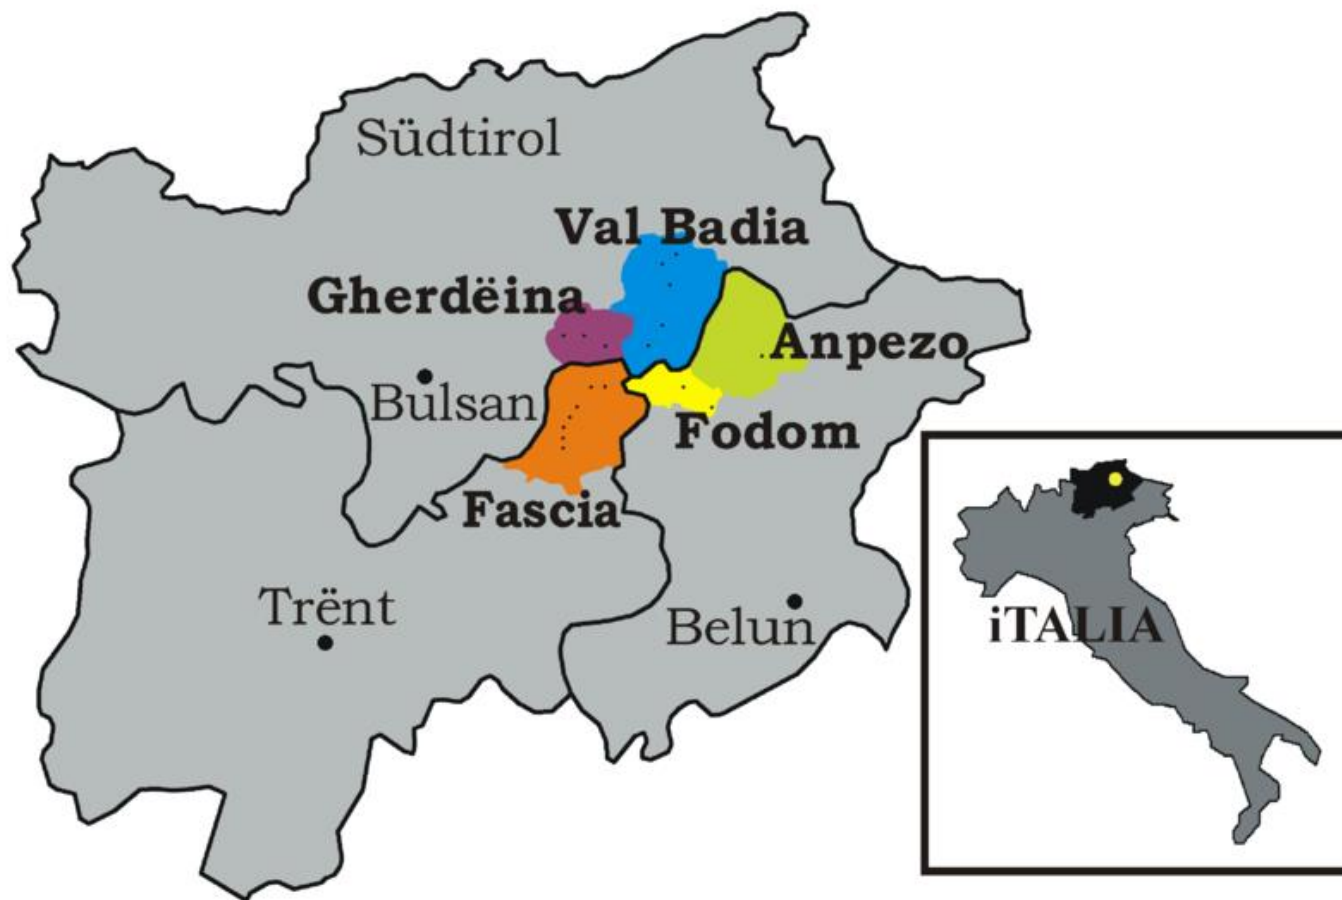 Südtirol
Val Badia
Gherdëina
Anpezo
Bulsan
Fodom
Fascia
Trënt
Belun
iTALIA